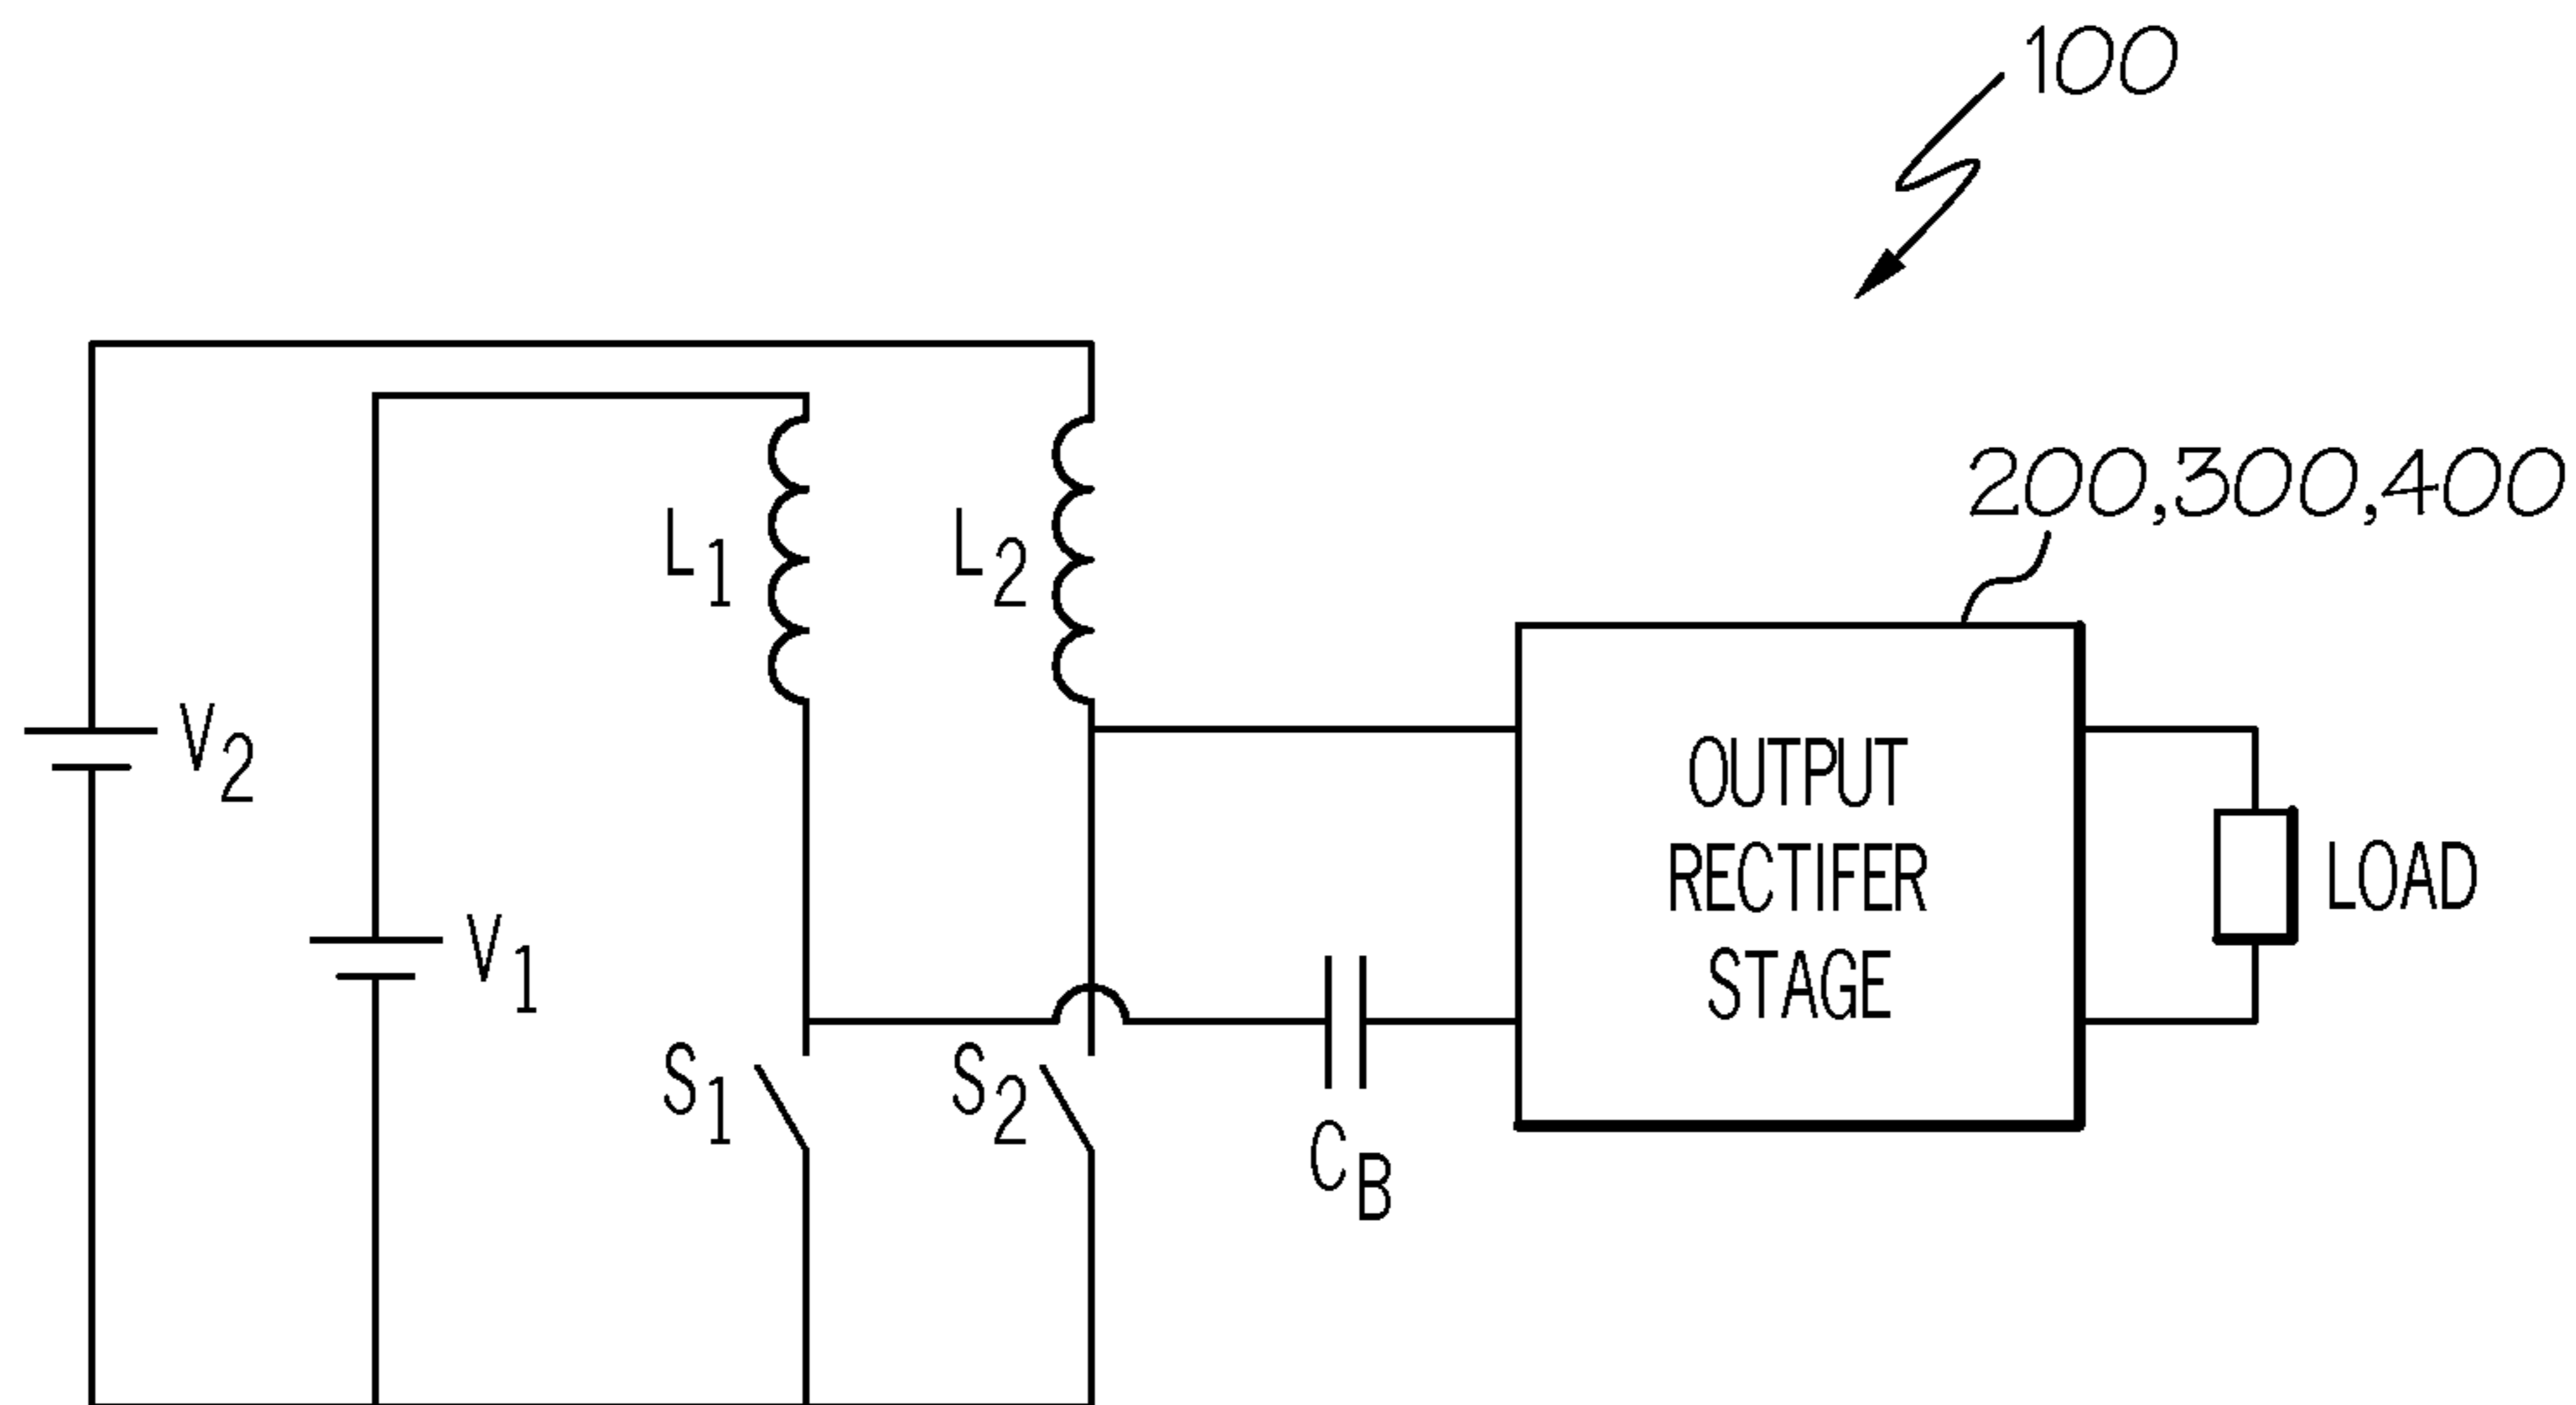 100
200,300,400
L1
L2
V2
V1
OUTPUT
RECTIFER
STAGE
LOAD
S1
S2
CB